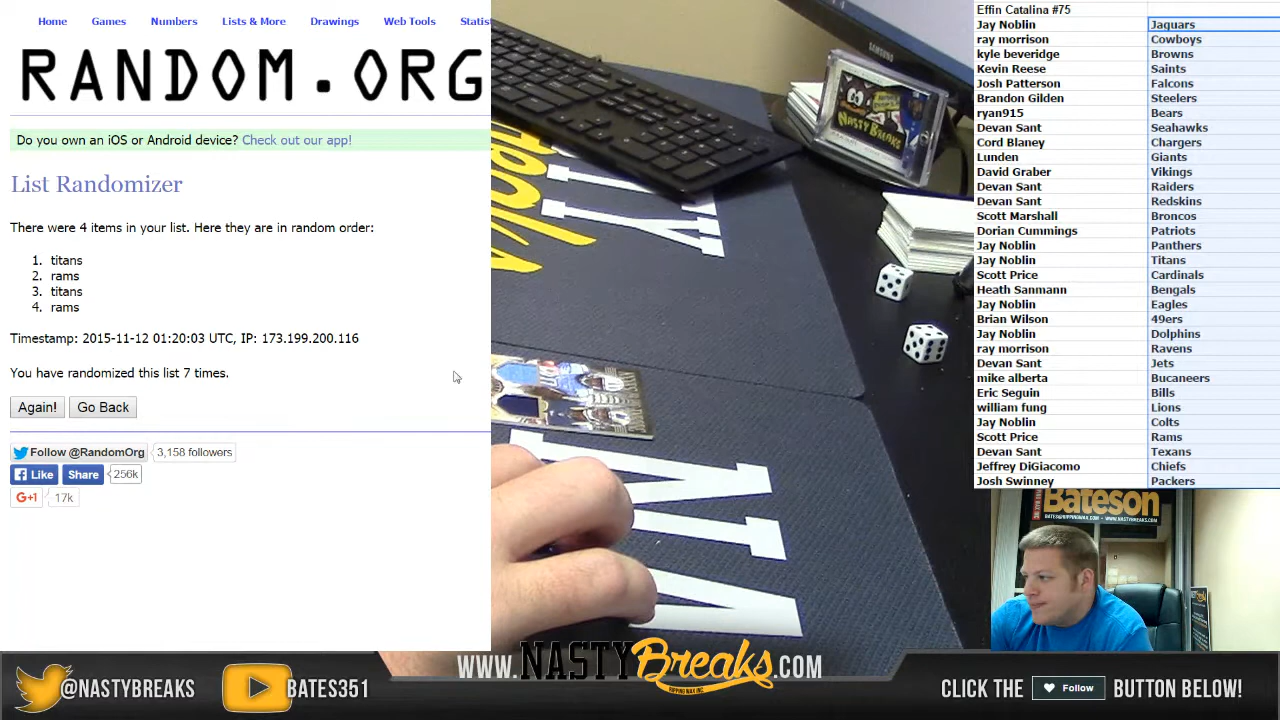 Home Games Numbers Lists & More Drawings Web Tools Statis
RANDOM.ORG
Do you own an iOS or Android device? Check out our app!
List Randomizer
There were 4 items in your list. Here they are in random order:
1. titans
2. rams
3. titans
4. rams
Timestamp: 2015-11-12 01:20:03 UTC, IP: 173.199.200.116
You have randomized this list 7 times.
Again! Go Back
Follow @RandomOrg 3,158 followers
Like Share 256k
G+1 17k
SAMSUNG
NASTY BREAKS
Effin Catalina #75
Jay Noblin Jaguars
ray morrison Cowboys
kyle beveridge Browns
Kevin Reese Saints
Josh Patterson Falcons
Brandon Gilden Steelers
ryan915 Bears
Devan Sant Seahawks
Cord Blaney Chargers
Lunden Giants
David Graber Vikings
Devan Sant Raiders
Devan Sant Redskins
Scott Marshall Broncos
Dorian Cummings Patriots
Jay Noblin Panthers
Jay Noblin Titans
Scott Price Cardinals
Heath Sanmann Bengals
Jay Noblin Eagles
Brian Wilson 49ers
Jay Noblin Dolphins
ray morrison Ravens
Devan Sant Jets
mike alberta Bucaneers
Eric Seguin Bills
william fung Lions
Jay Noblin Colts
Scott Price Rams
Devan Sant Texans
Jeffrey DiGiacomo Chiefs
Josh Swinney Packers
Bateson
@NASTYBREAKS
BATES351
WWW.NASTYBreaks.COM
RIPPING WAX INC.
CLICK THE Follow BUTTON BELOW!